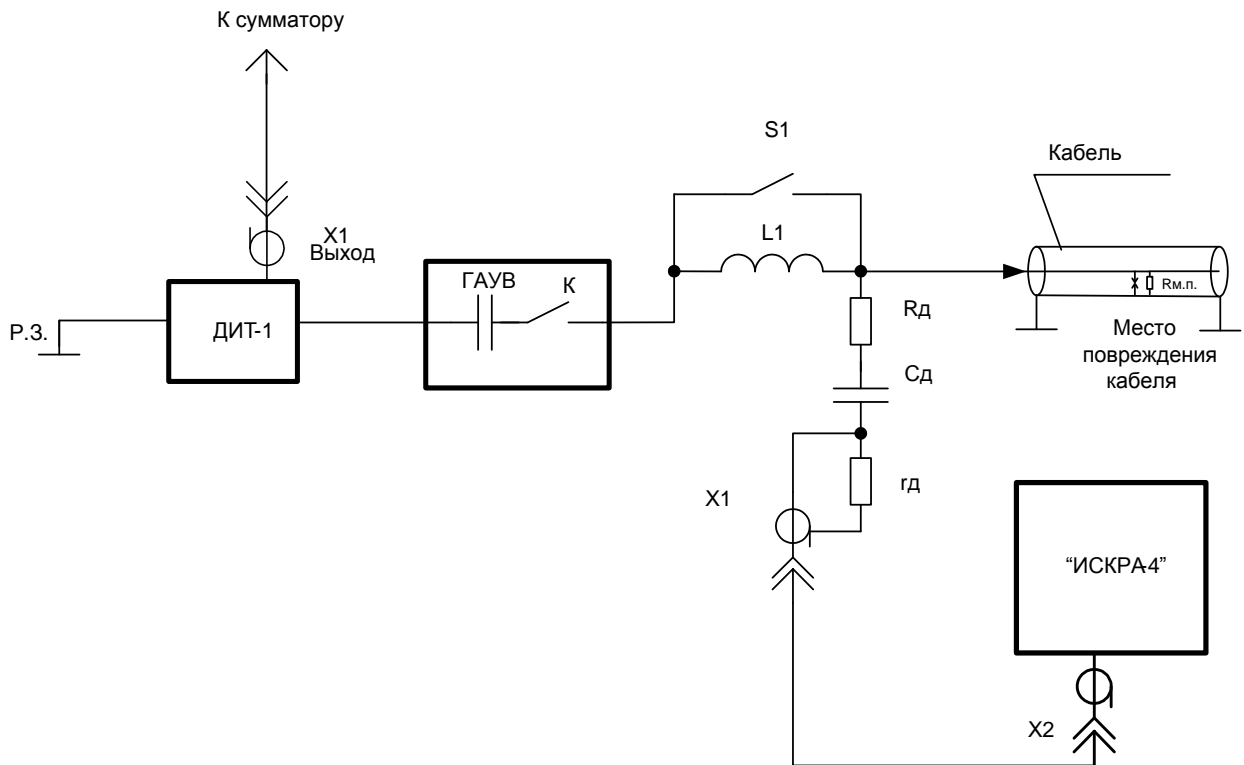 К сумматору
S1
Кабель
X1
Выход
L1
ГАУВ
К
Rм.п.
Р.З.
ДИТ-1
Rд
Место
повреждения
кабеля
Cд
rд
X1
“ИСКРА-4”
X2